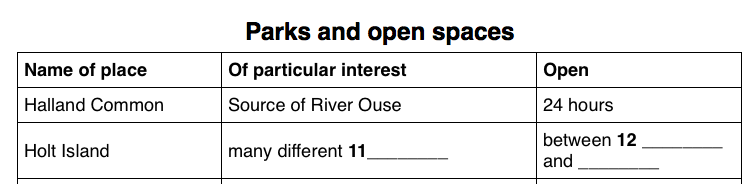 Parks and open spaces
Name of place Of particular interest Open
Halland Common Source of River Ouse 24 hours
Holt Island many different 11________ between 12 ________
and ________